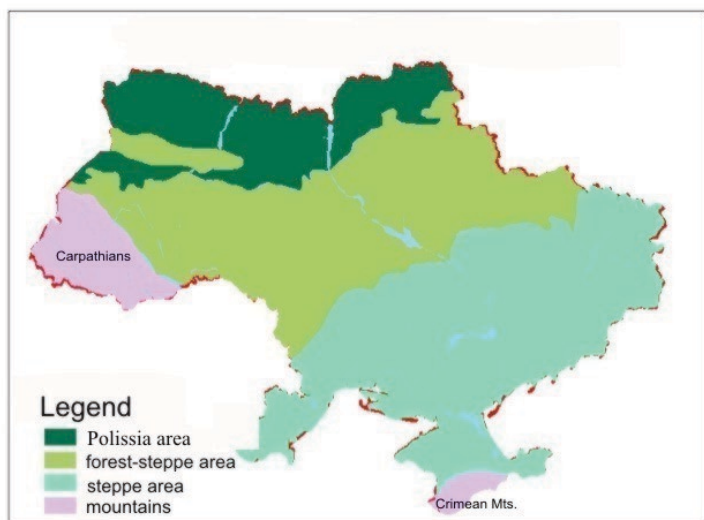 Carpathians
Legend
Polissia area
forest-steppe area
steppe area
mountains
Crimean Mts.